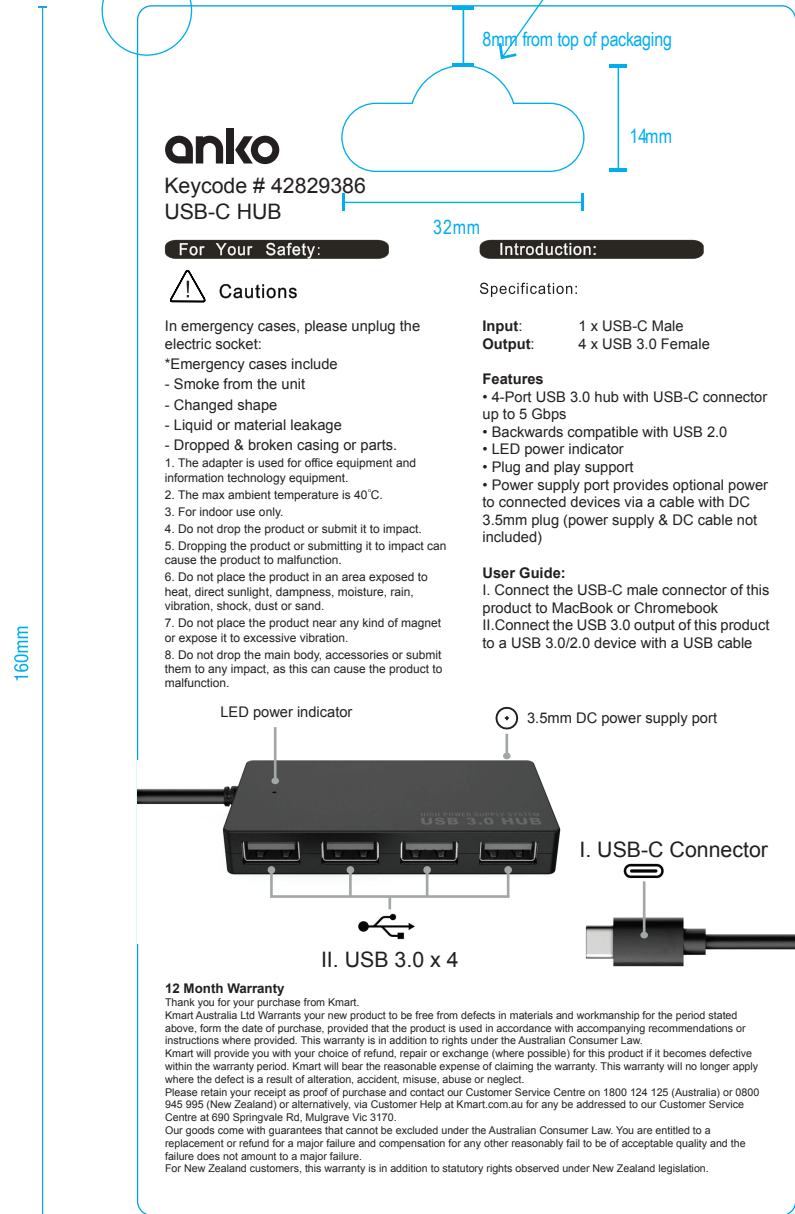 8mm from top of packaging
14mm
anko
Keycode # 42829386
USB-C HUB
32mm
160mm
For Your Safety:
Cautions
In emergency cases, please unplug the
electric socket:
*Emergency cases include
- Smoke from the unit
- Changed shape
- Liquid or material leakage
- Dropped & broken casing or parts.
1. The adapter is used for office equipment and
information technology equipment.
2. The max ambient temperature is 40°C.
3. For indoor use only.
4. Do not drop the product or submit it to impact.
5. Dropping the product or submitting it to impact can
cause the product to malfunction.
6. Do not place the product in an area exposed to
heat, direct sunlight, dampness, moisture, rain,
vibration, shock, dust or sand.
7. Do not place the product near any kind of magnet
or expose it to excessive vibration.
8. Do not drop the main body, accessories or submit
them to any impact, as this can cause the product to
malfunction.
Introduction:
Specification:
Input: 1 x USB-C Male
Output: 4 x USB 3.0 Female
Features
• 4-Port USB 3.0 hub with USB-C connector
up to 5 Gbps
• Backwards compatible with USB 2.0
• LED power indicator
• Plug and play support
• Power supply port provides optional power
to connected devices via a cable with DC
3.5mm plug (power supply & DC cable not
included)
User Guide:
I. Connect the USB-C male connector of this
product to MacBook or Chromebook
II.Connect the USB 3.0 output of this product
to a USB 3.0/2.0 device with a USB cable
LED power indicator
3.5mm DC power supply port
HIGH POWER SUPPLY SYSTEM
USB 3.0 HUB
I. USB-C Connector
II. USB 3.0 x 4
12 Month Warranty
Thank you for your purchase from Kmart.
Kmart Australia Ltd Warrants your new product to be free from defects in materials and workmanship for the period stated
above, form the date of purchase, provided that the product is used in accordance with accompanying recommendations or
instructions where provided. This warranty is in addition to rights under the Australian Consumer Law.
Kmart will provide you with your choice of refund, repair or exchange (where possible) for this product if it becomes defective
within the warranty period. Kmart will bear the reasonable expense of claiming the warranty. This warranty will no longer apply
where the defect is a result of alteration, accident, misuse, abuse or neglect.
Please retain your receipt as proof of purchase and contact our Customer Service Centre on 1800 124 125 (Australia) or 0800
945 995 (New Zealand) or alternatively, via Customer Help at Kmart.com.au for any be addressed to our Customer Service
Centre at 690 Springvale Rd, Mulgrave Vic 3170.
Our goods come with guarantees that cannot be excluded under the Australian Consumer Law. You are entitled to a
replacement or refund for a major failure and compensation for any other reasonably fail to be of acceptable quality and the
failure does not amount to a major failure.
For New Zealand customers, this warranty is in addition to statutory rights observed under New Zealand legislation.